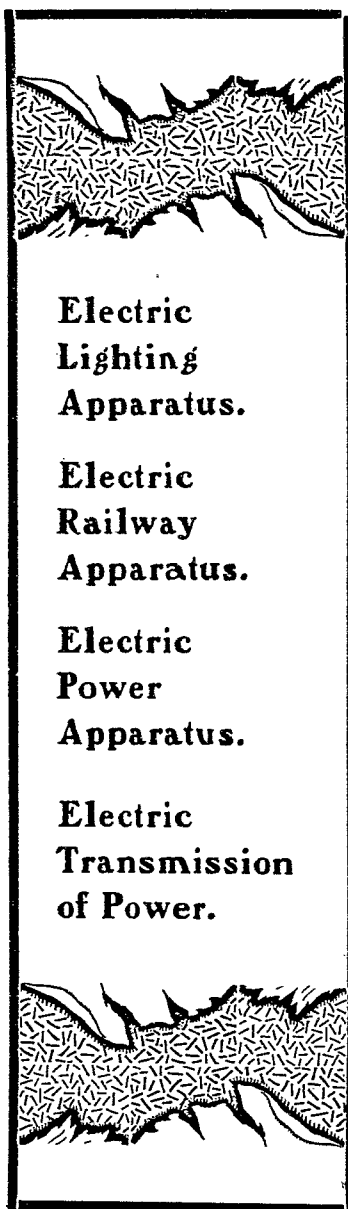 Electric
Lighting
Apparatus.
Electric
Railway
Apparatus.
Electric
Power
Apparatus.
Electric
Transmission
of Power.